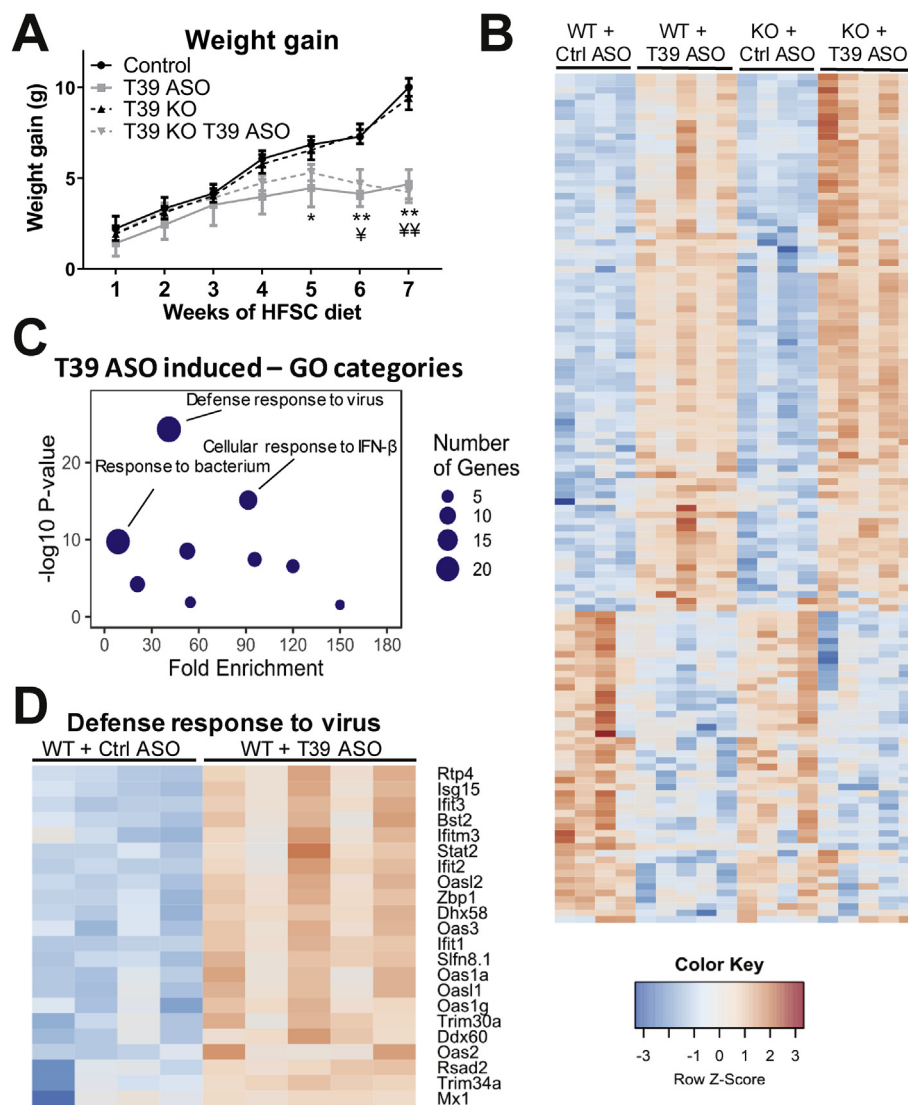 A
Weight gain
Control
T39 ASO
T39 KO
T39 KO T39 ASO
Weight gain (g)
10
5
0
*
**
¥
**
¥¥
1 2 3 4 5 6 7
Weeks of HFSC diet
B
WT + Ctrl ASO
WT + T39 ASO
KO + Ctrl ASO
KO + T39 ASO
Color Key
-3 -1 0 1 2 3
Row Z-Score
C
T39 ASO induced – GO categories
Defense response to virus
Cellular response to IFN-β
Response to bacterium
-log10 P-value
20
10
0
0 30 60 90 120 150 180
Fold Enrichment
Number
of Genes
5
10
15
20
D
Defense response to virus
WT + Ctrl ASO WT + T39 ASO
Rtp4
Isg15
Ifit3
Bst2
Ifitm3
Stat2
Ifit2
Oasl2
Zbp1
Dhx58
Oas3
Ifit1
Slfn8.1
Oas1a
Oasl1
Oas1g
Trim30a
Ddx60
Oas2
Rsad2
Trim34a
Mx1